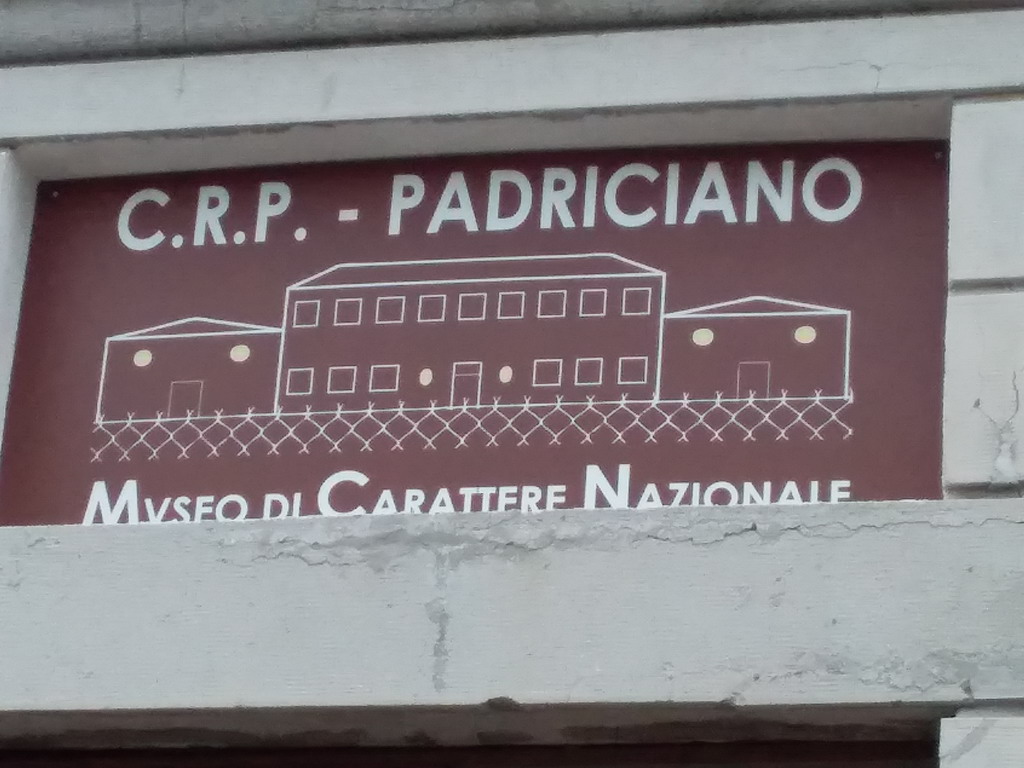 C.R.P. - PADRICIANO
MVSEO DI CARATTERE NAZIONALE